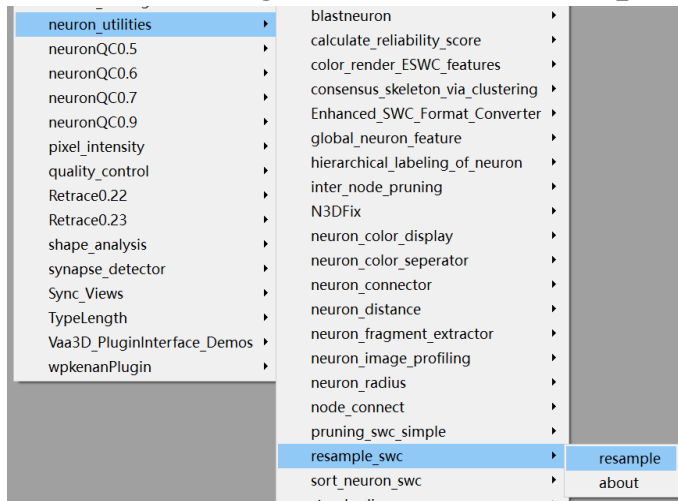 neuron_utilities
neuronQC0.5
neuronQC0.6
neuronQC0.7
neuronQC0.9
pixel_intensity
quality_control
Retrace0.22
Retrace0.23
shape_analysis
synapse_detector
Sync_Views
TypeLength
Vaa3D_PluginInterface_Demos
wpkenanPlugin
blastneuron
calculate_reliability_score
color_render_ESWC_features
consensus_skeleton_via_clustering
Enhanced_SWC_Format_Converter
global_neuron_feature
hierarchical_labeling_of_neuron
inter_node_pruning
N3DFix
neuron_color_display
neuron_color_seperator
neuron_connector
neuron_distance
neuron_fragment_extractor
neuron_image_profiling
neuron_radius
node_connect
pruning_swc_simple
resample_swc
sort_neuron_swc
resample
about